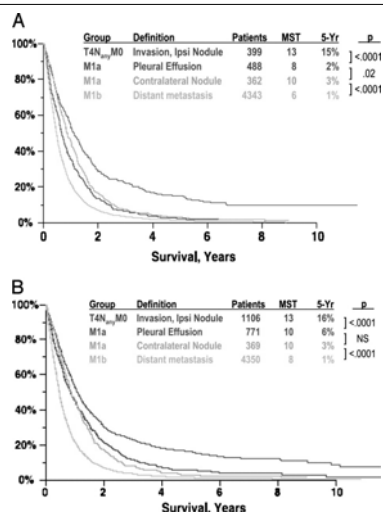 A
Group Definition Patients MST 5-Yr p
100%
T4NanyM0 Invasion, Ipsi Nodule 399 13 15%
] <.0001
M1a Pleural Effusion 488 8 2%
] .02
80%
M1a Contralateral Nodule 362 10 3%
] <.0001
M1b Distant metastasis 4343 6 1%
60%
40%
20%
0%
0 2 4 6 8 10
Survival, Years
B
100%
Group Definition Patients MST 5-Yr p
T4NanyM0 Invasion, Ipsi Nodule 1106 13 16%
] <.0001
80%
M1a Pleural Effusion 771 10 6%
] NS
M1a Contralateral Nodule 369 10 3%
] <.0001
60%
M1b Distant metastasis 4350 8 1%
40%
20%
0%
0 2 4 6 8 10
Survival, Years